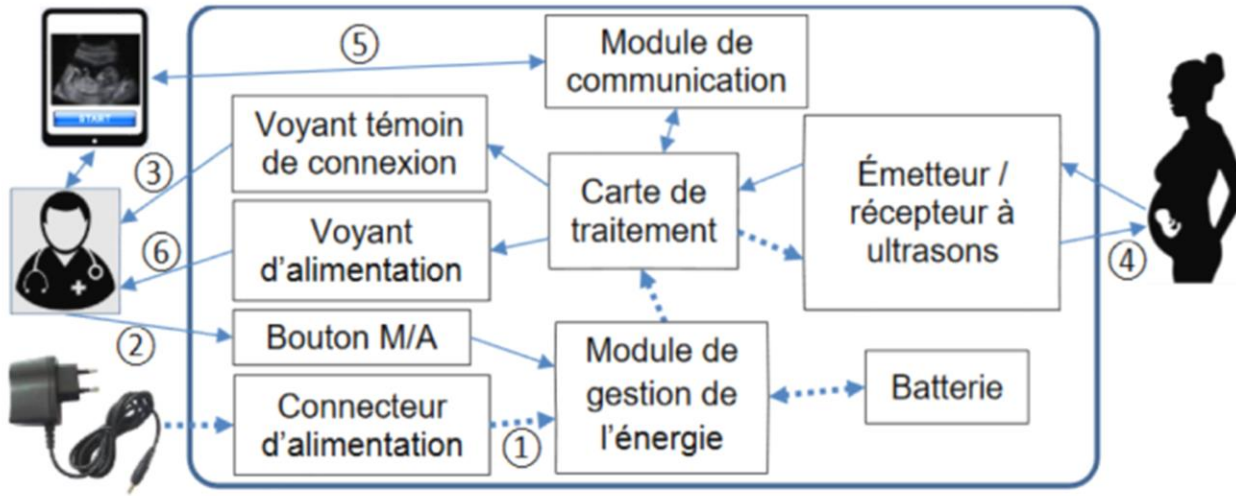 ⑤
Module de
communication
START
Voyant témoin
de connexion
③
Carte de
traitement
Émetteur /
récepteur à
ultrasons
④
Voyant
d’alimentation
⑥
②
Bouton M/A
Module de
gestion de
l’énergie
Batterie
Connecteur
d’alimentation
①